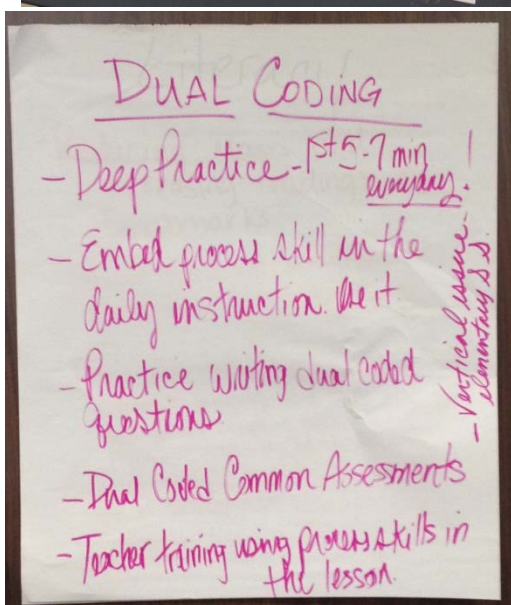 DUAL CODING
- Deep Practice - 1st 5-7 min
everyday!
- Embed process skill in the
daily instruction. Use it
- Practice writing dual coded
questions
- Dual Coded Common Assessments
- Teacher training using process skills in
the lesson.
- Vertical issue -
elementary S.S.